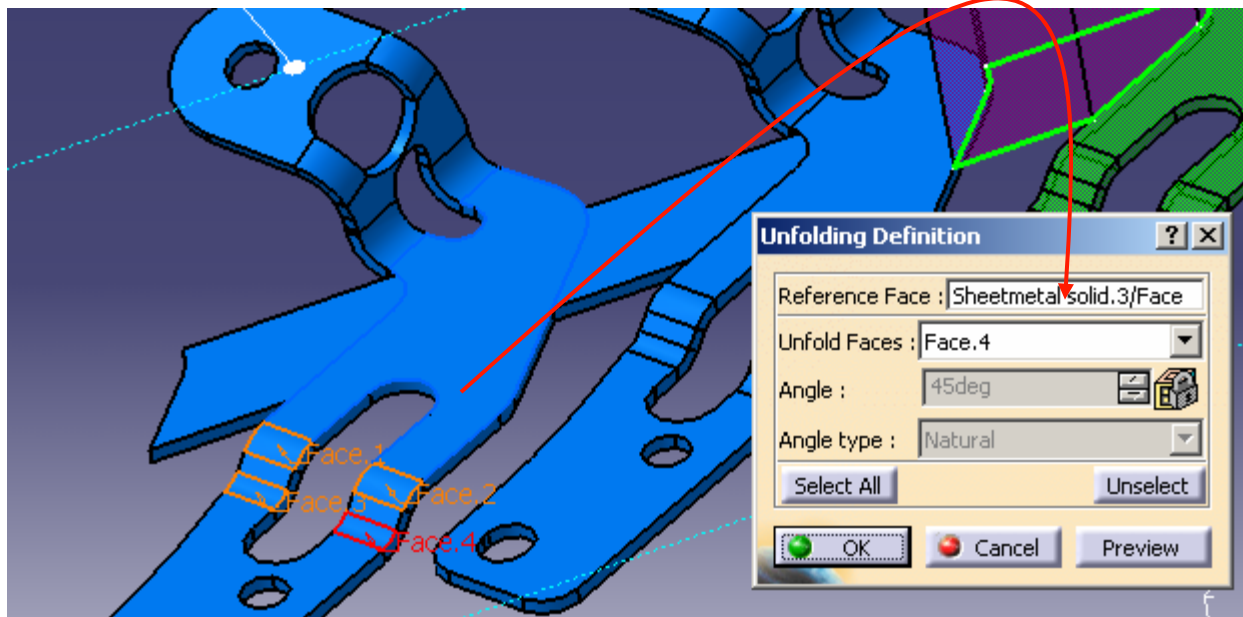 Unfolding Definition
Reference Face : Sheetmetal solid.3/Face
Unfold Faces : Face.4
Angle : 45deg
Angle type : Natural
Select All Unselect
OK Cancel Preview
Face.1
Face.2
Face.3
Face.4